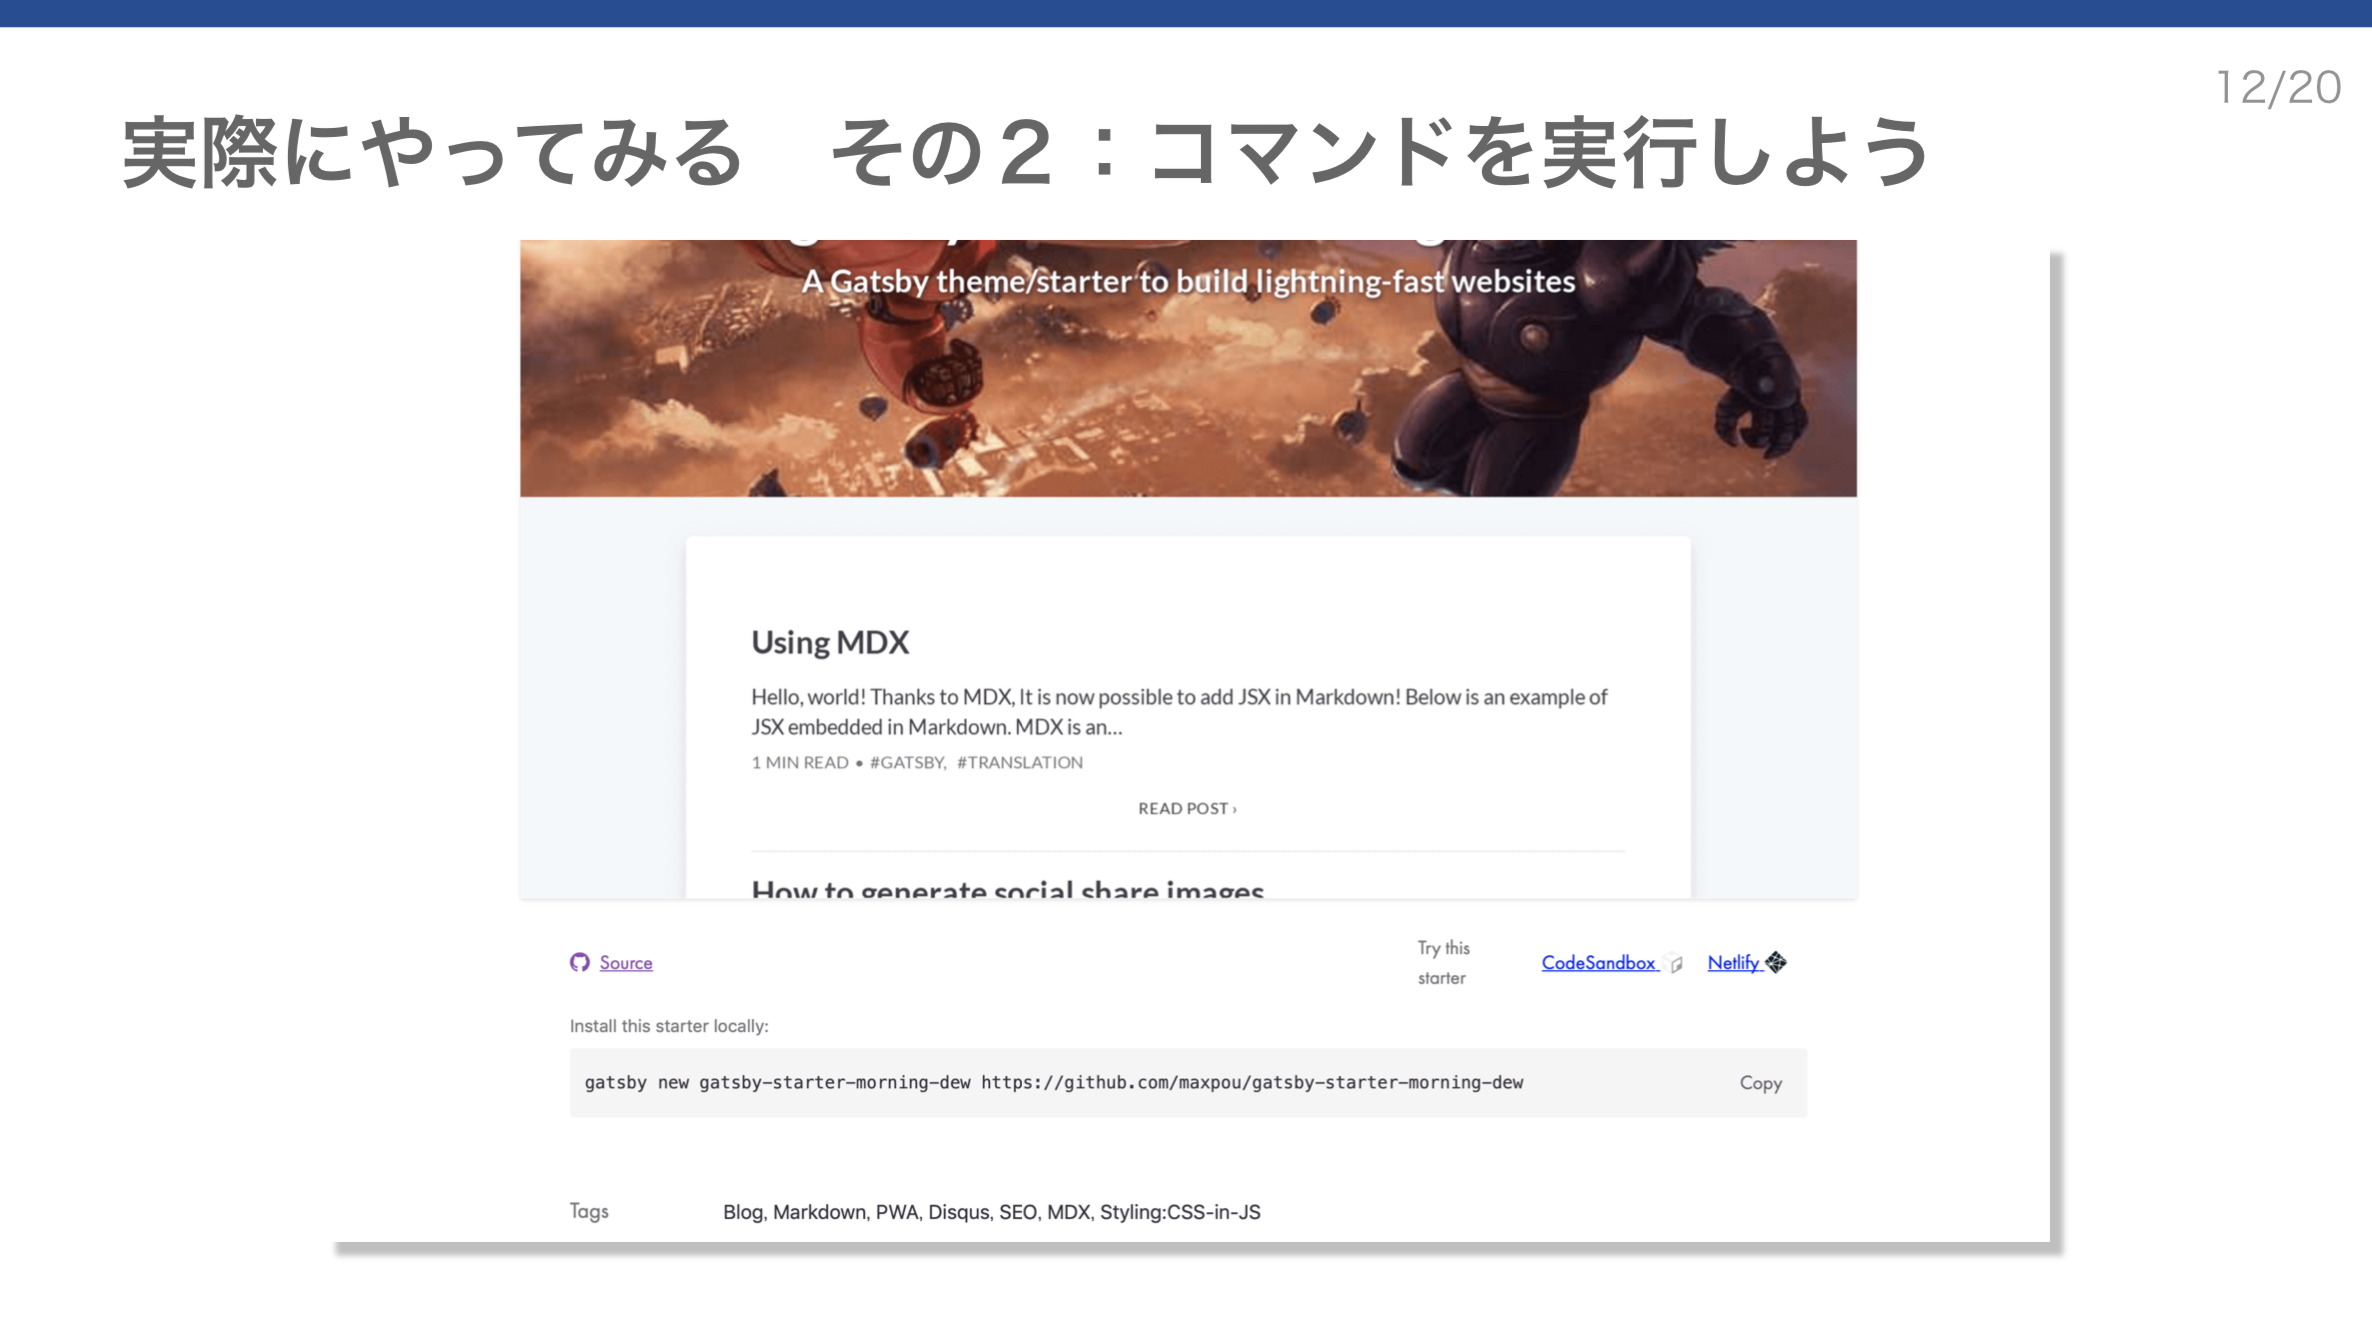 12/20
実際にやってみる　その２：コマンドを実行しよう
A Gatsby theme/starter to build lightning-fast websites
Using MDX
Hello, world! Thanks to MDX, It is now possible to add JSX in Markdown! Below is an example of
JSX embedded in Markdown. MDX is an...
1 MIN READ • #GATSBY, #TRANSLATION
READ POST ›
How to generate social share images
Source
Try this
starter
CodeSandbox
Netlify
Install this starter locally:
gatsby new gatsby-starter-morning-dew https://github.com/maxpou/gatsby-starter-morning-dew
Copy
Tags
Blog, Markdown, PWA, Disqus, SEO, MDX, Styling:CSS-in-JS